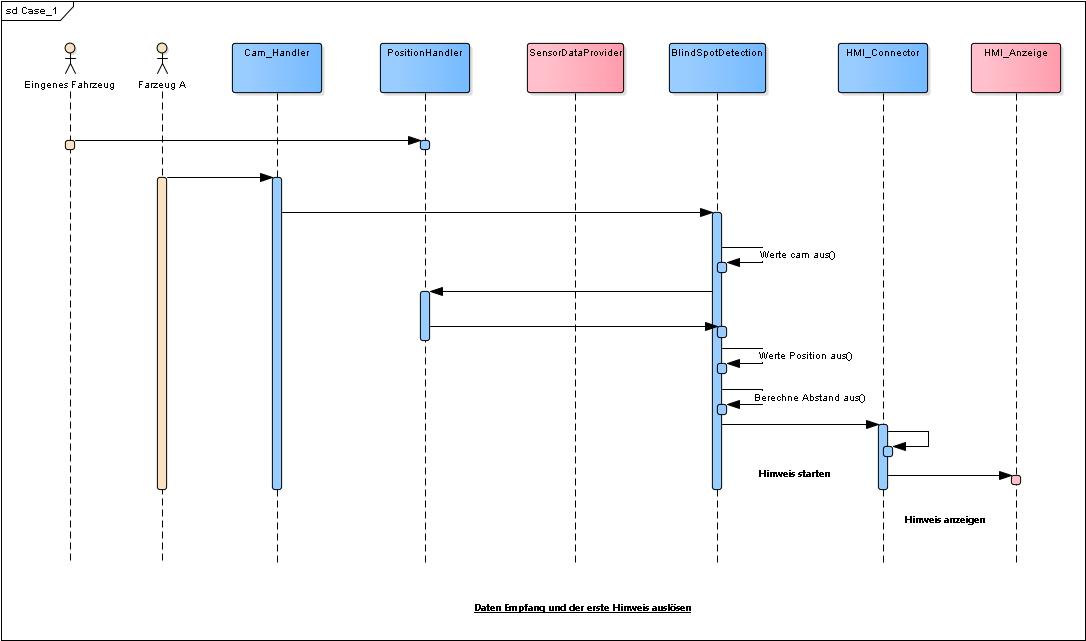 sd Case_1
Cam_Handler
PositionHandler
SensorDataProvider
BlindSpotDetection
HMI_Connector
HMI_Anzeige
Eingenes Fahrzeug
Farzeug A
Werte cam aus()
Werte Position aus()
Berechne Abstand aus()
Hinweis starten
Hinweis anzeigen
Daten Empfang und der erste Hinweis auslösen